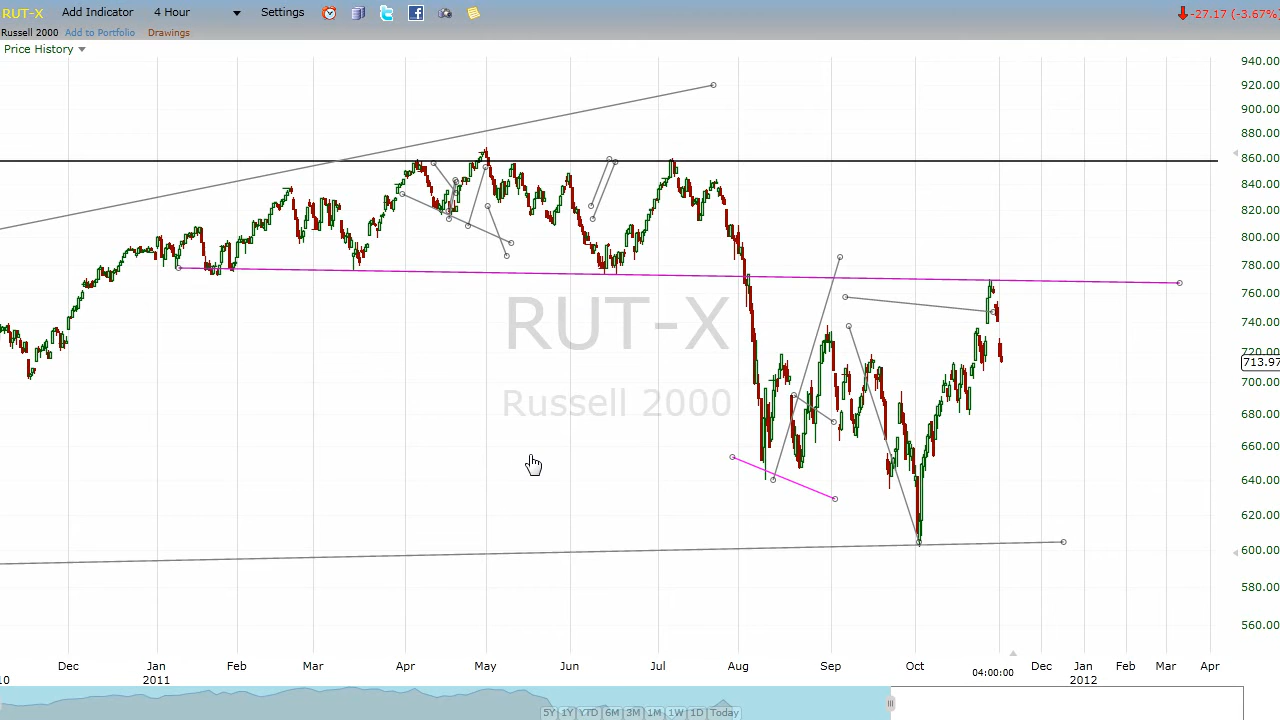 RUT-X Add Indicator 4 Hour Settings -27.17 (-3.67%
Russell 2000 Add to Portfolio Drawings
Price History
940.00
920.00
900.00
880.00
860.00
840.00
820.00
800.00
780.00
760.00
740.00
720.00
713.97
700.00
680.00
660.00
640.00
620.00
600.00
580.00
560.00
RUT-X
Russell 2000
Dec Jan Feb Mar Apr May Jun Jul Aug Sep Oct 04:00:00 Dec Jan Feb Mar Apr
10 2011 2012
5Y 1Y YTD 6M 3M 1M 1W 1D Today